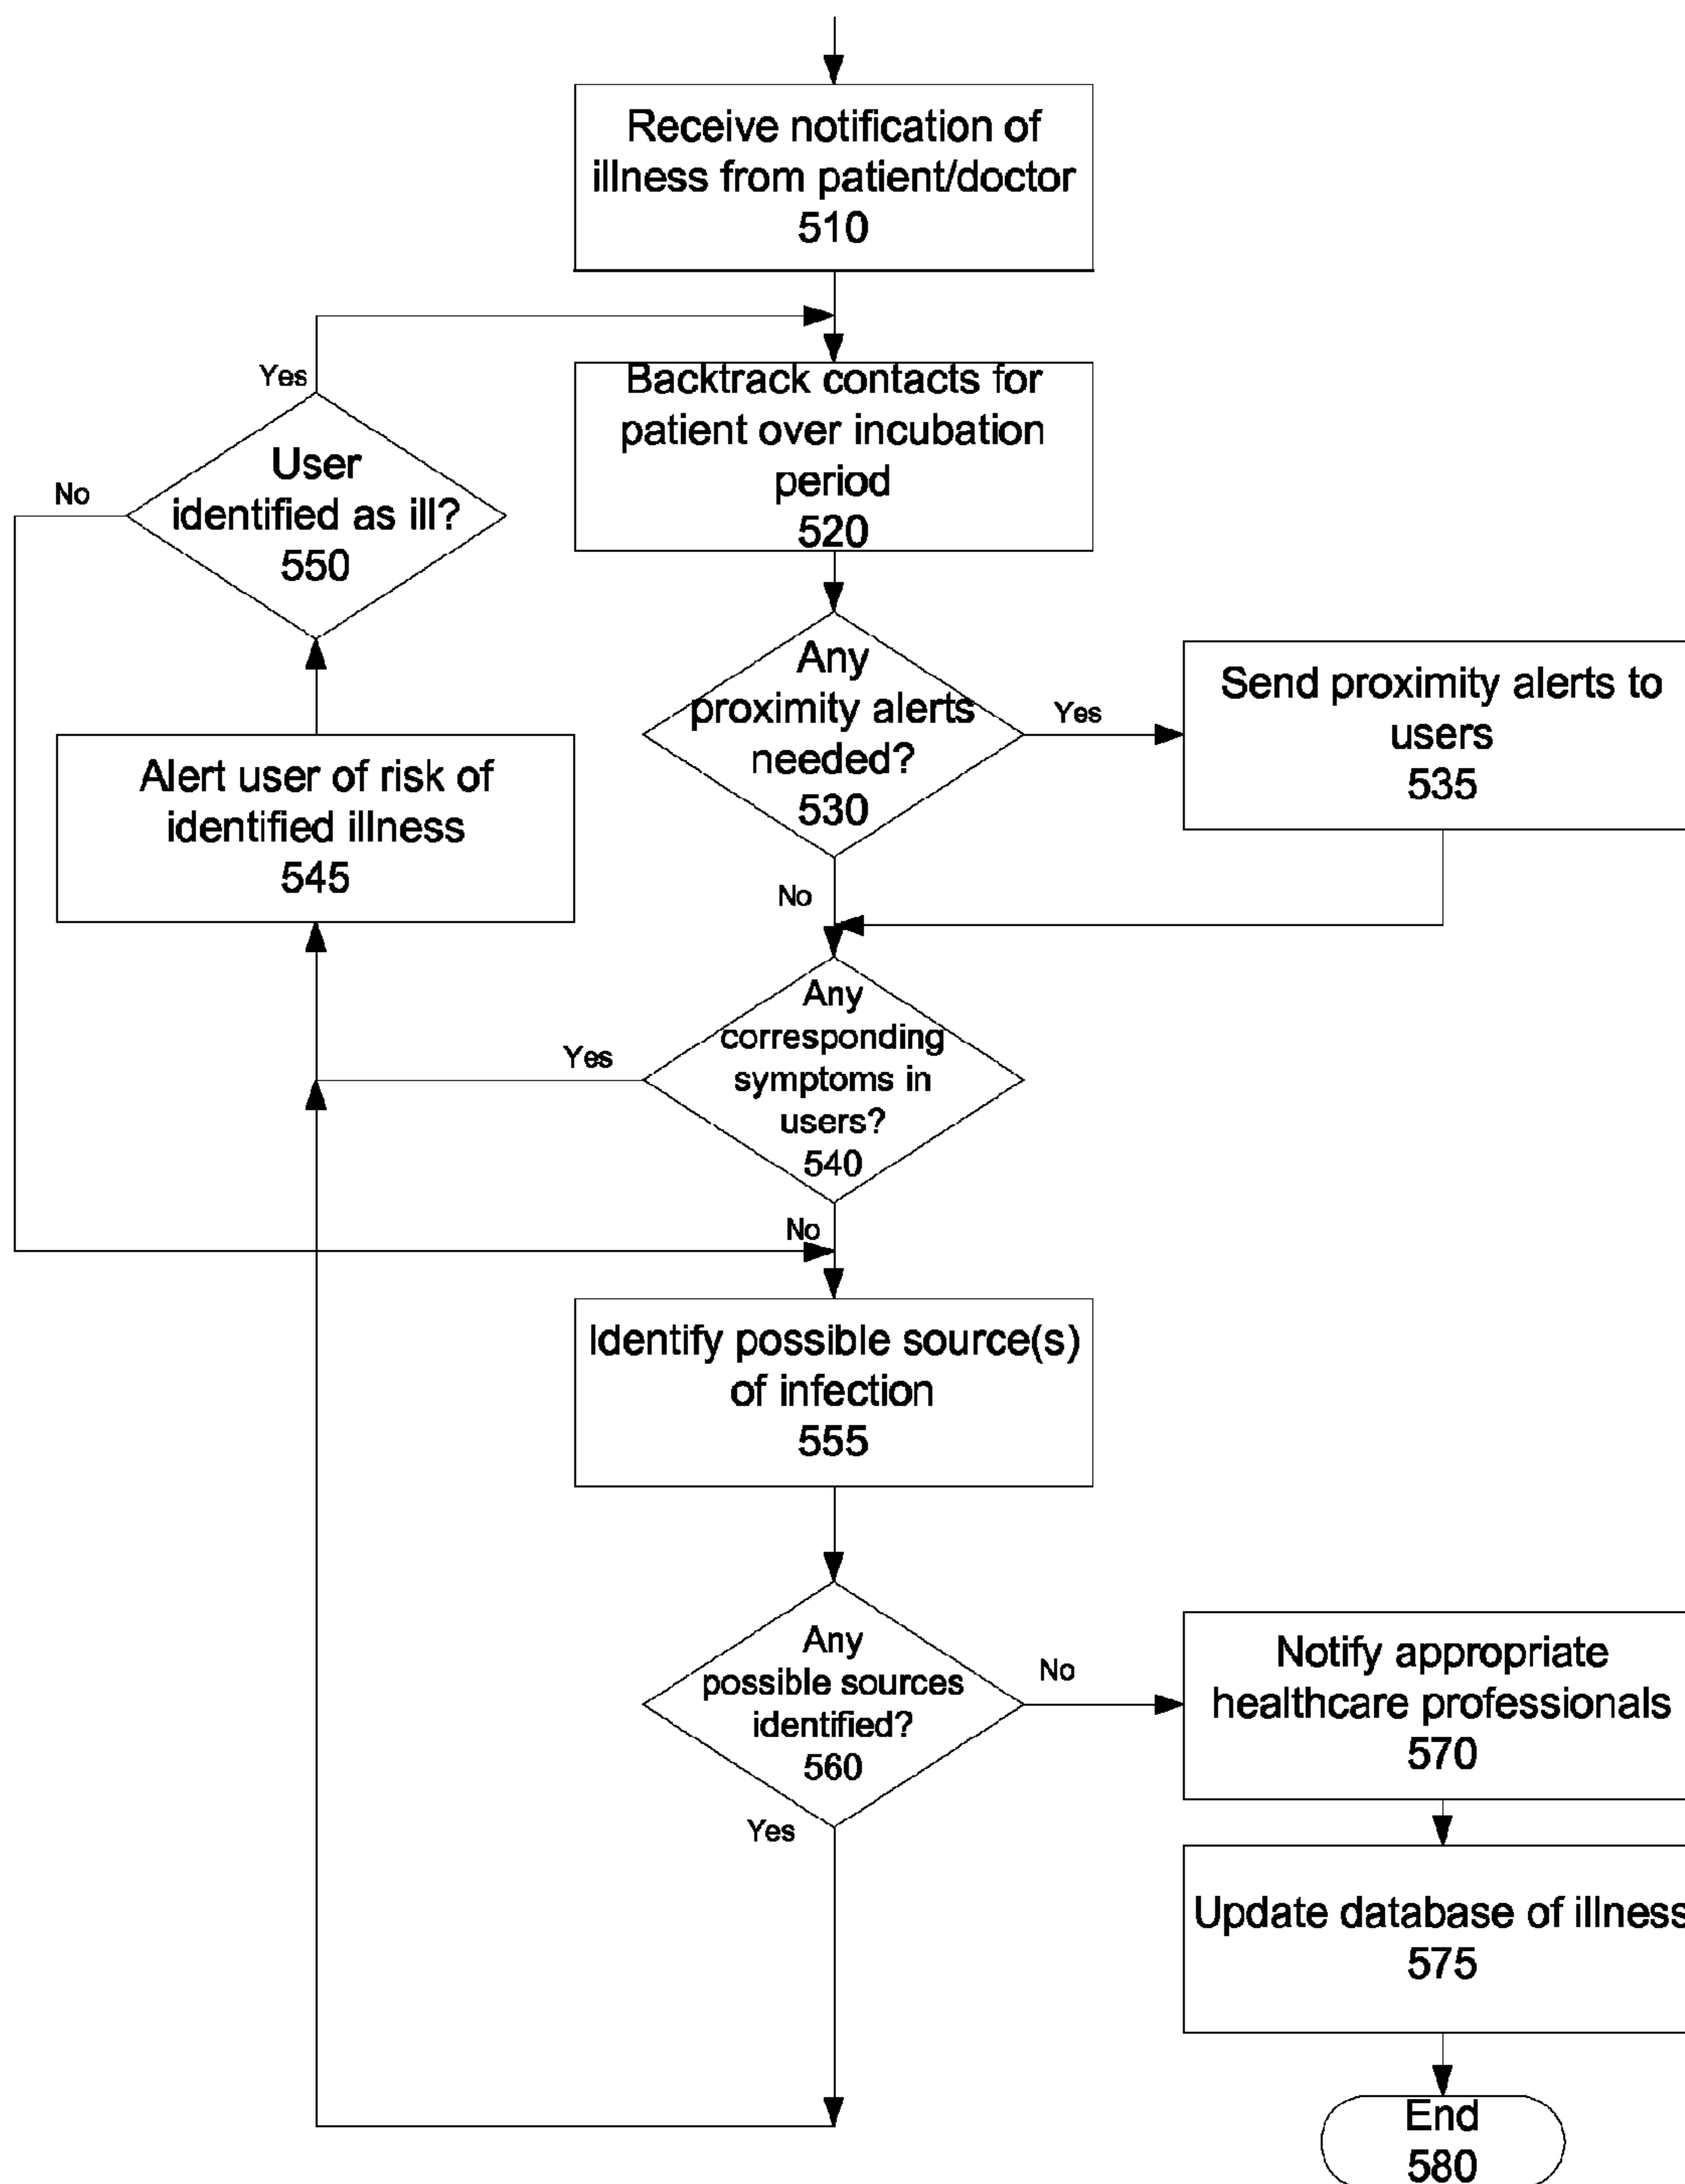 Receive notification of
illness from patient/doctor
510
Yes
Backtrack contacts for
patient over incubation
period
520
User
identified as ill?
550
No
Any
proximity alerts
needed?
530
Yes
Send proximity alerts to
users
535
Alert user of risk of
identified illness
545
No
Any
corresponding
symptoms in
users?
540
Yes
No
Identify possible source(s)
of infection
555
Any
possible sources
identified?
560
No
Notify appropriate
healthcare professionals
570
Yes
Update database of illness
575
End
580